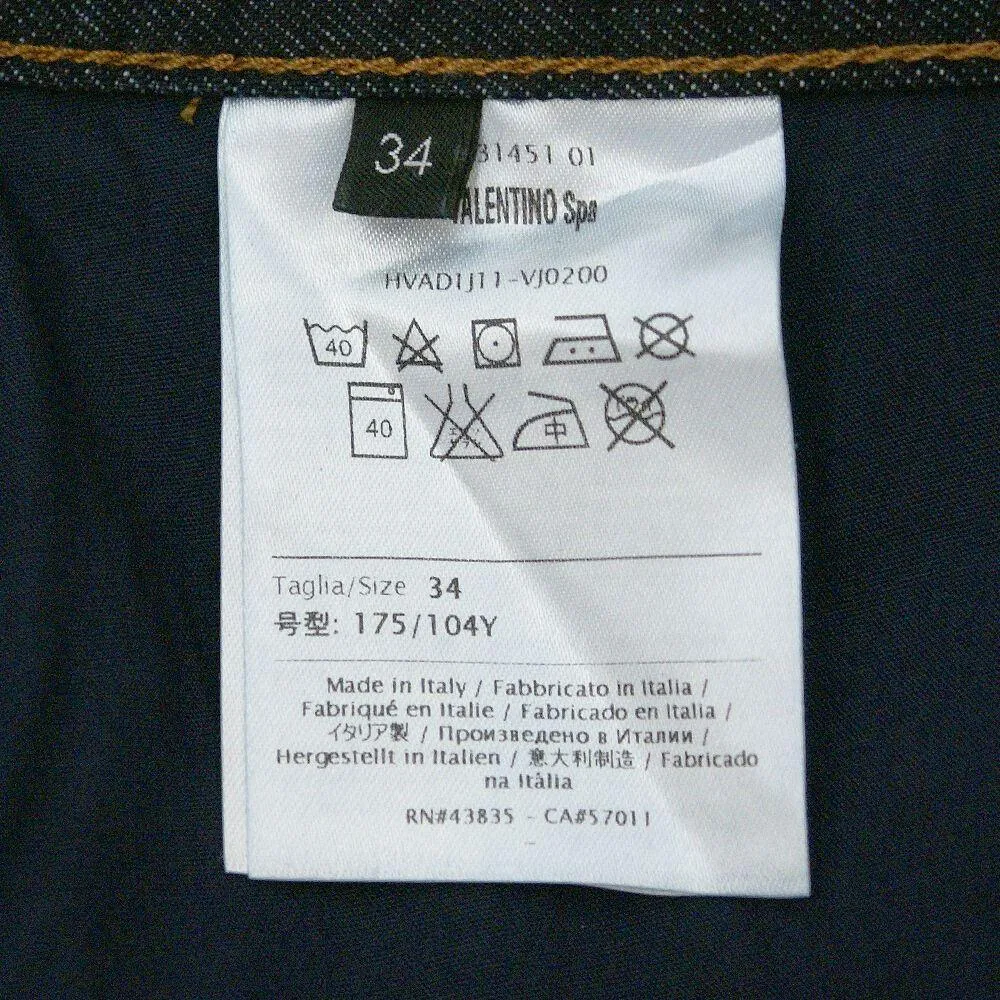 34
31451 01
VALENTINO Spa
HVAD1J11-VJ0200
40
40 中
Taglia/Size 34
号型: 175/104Y
Made in Italy / Fabbricato in Italia /
Fabriqué en Italie / Fabricado en Italia /
イタリア製 / Произведено в Италии /
Hergestellt in Italien / 意大利制造 / Fabricado
na Itália
RN#43835 - CA#57011